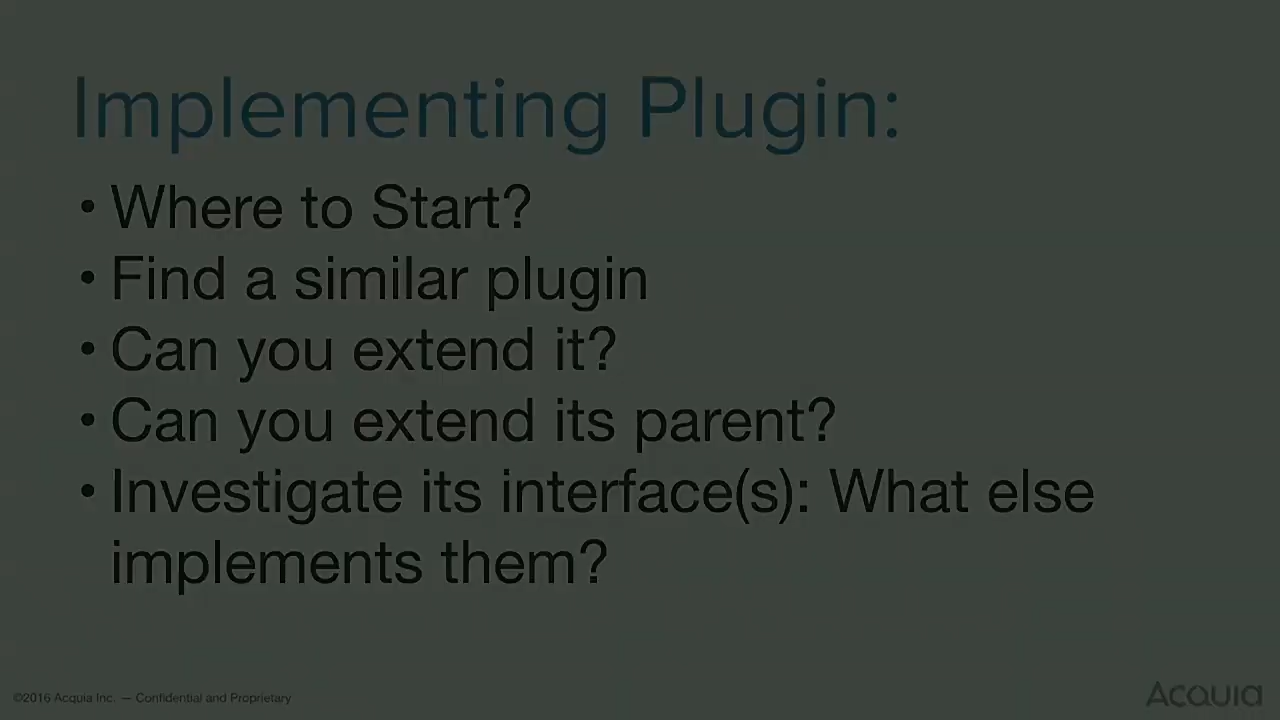 Implementing Plugin:
• Where to Start?
• Find a similar plugin
• Can you extend it?
• Can you extend its parent?
• Investigate its interface(s): What else
implements them?
©2016 Acquia Inc. — Confidential and Proprietary
Acquia